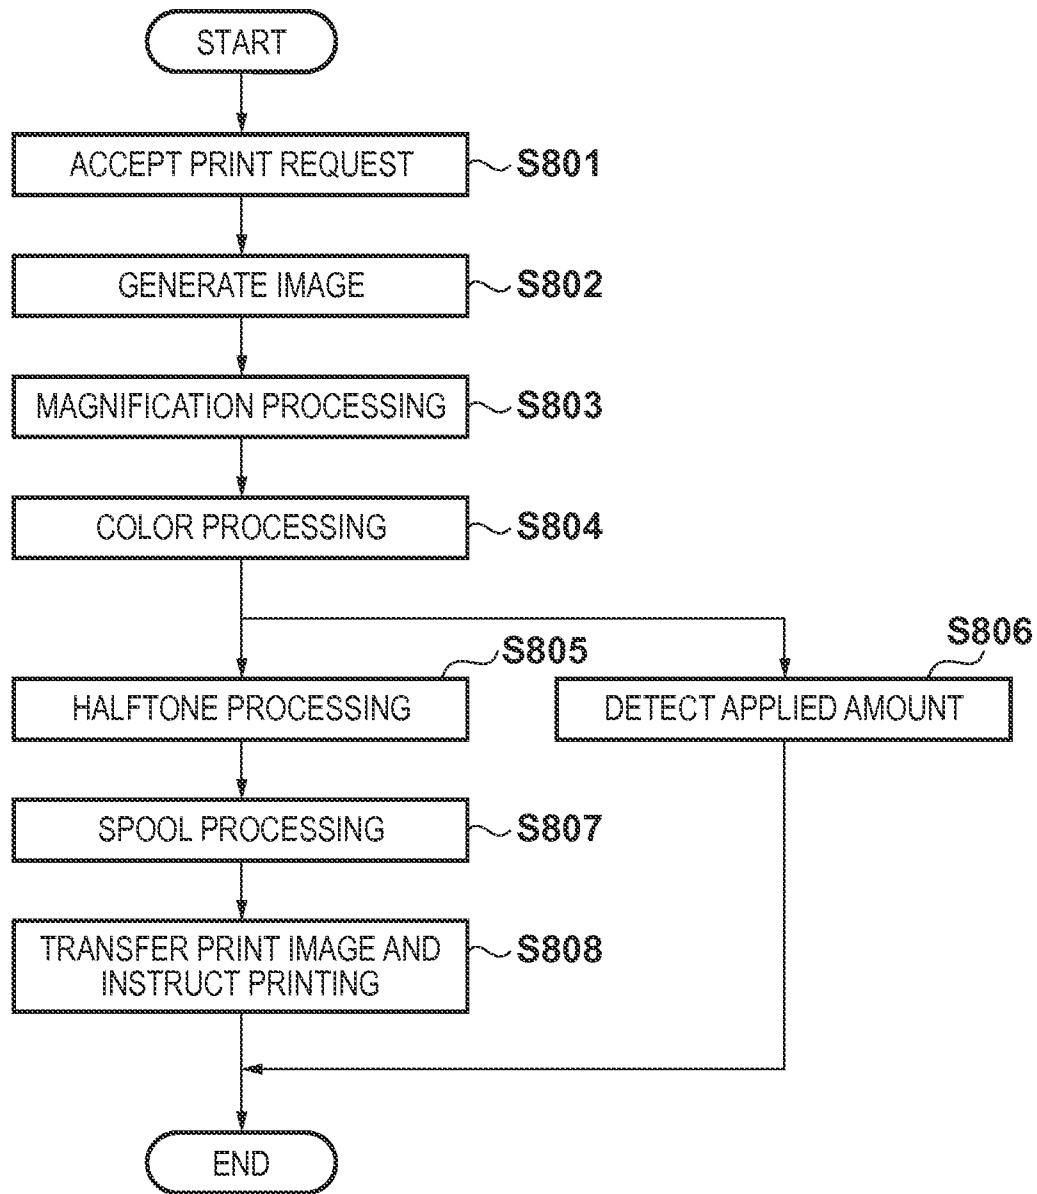 START
ACCEPT PRINT REQUEST
S801
GENERATE IMAGE
S802
MAGNIFICATION PROCESSING
S803
COLOR PROCESSING
S804
HALFTONE PROCESSING
S805
DETECT APPLIED AMOUNT
S806
SPOOL PROCESSING
S807
TRANSFER PRINT IMAGE AND
INSTRUCT PRINTING
S808
END